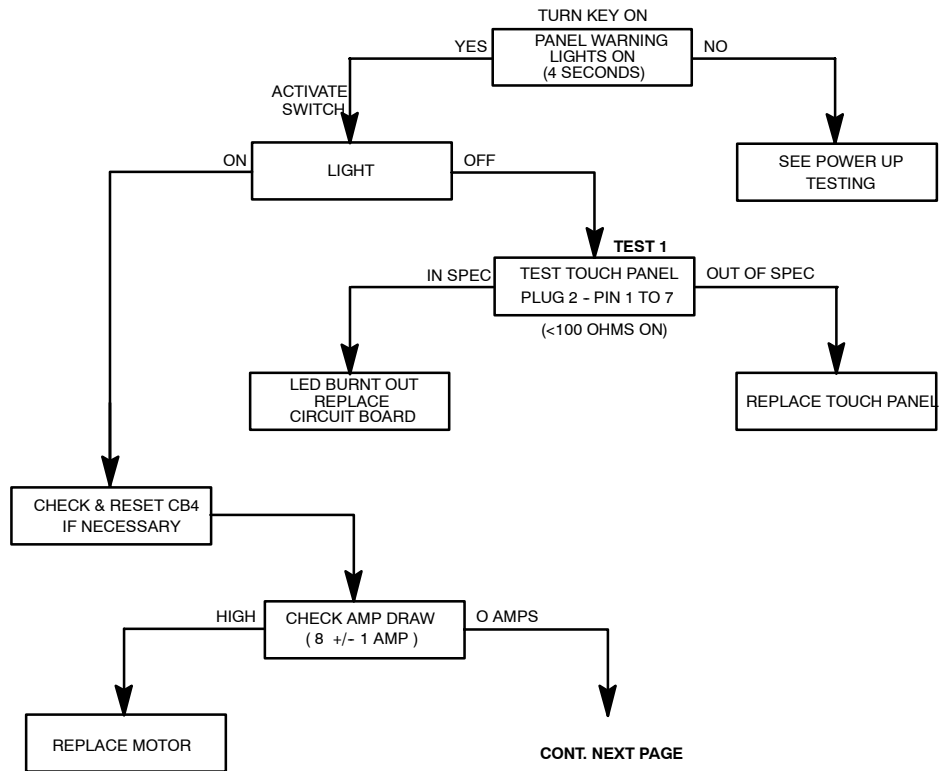 TURN KEY ON
YES
PANEL WARNING
LIGHTS ON
(4 SECONDS)
NO
ACTIVATE
SWITCH
SEE POWER UP
TESTING
ON
LIGHT
OFF
TEST 1
IN SPEC
TEST TOUCH PANEL
PLUG 2 - PIN 1 TO 7
OUT OF SPEC
(<100 OHMS ON)
LED BURNT OUT
REPLACE
CIRCUIT BOARD
REPLACE TOUCH PANEL
CHECK & RESET CB4
IF NECESSARY
HIGH
CHECK AMP DRAW
( 8 +/- 1 AMP )
O AMPS
REPLACE MOTOR
CONT. NEXT PAGE